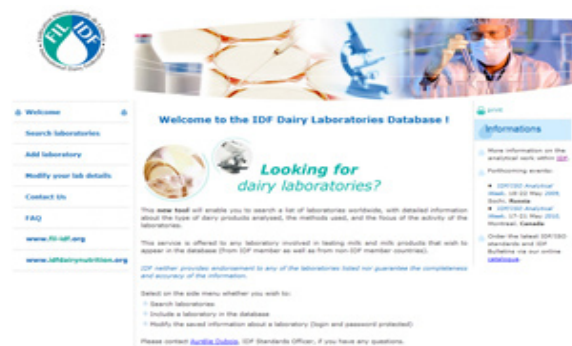 FIL IDF
Welcome
Search laboratories
Add laboratory
Modify your lab details
Contact Us
FAQ
www.fil-idf.org
www.idfdairynutrition.org
Welcome to the IDF Dairy Laboratories Database !
Looking for
dairy laboratories?
This new tool will enable you to search a list of laboratories worldwide, with detailed information
about the type of dairy products analysed, the methods used, and the focus of the activity of the
laboratories.
This service is offered to any laboratory involved in testing milk and milk products that wish to
appear in the database (from IDF member as well as from non-IDF member countries).
IDF neither provides endorsement to any of the laboratories listed nor guarantee the completeness
and accuracy of the information.
Select on the side menu whether you wish to:
Search laboratories
Include a laboratory in the database
Modify the saved information about a laboratory (login and password protected)
Please contact Aurélie Dubois, IDF Standards Officer, if you have any questions.
print
Informations
More information on the
analytical work within IDF.
Forthcoming events:
IDF/ISO Analytical
Week, 18-22 May 2009,
Sochi, Russia
IDF/ISO Analytical
Week, 17-21 May 2010,
Montreal, Canada
Order the latest IDF/ISO
standards and IDF
Bulletins via our online
catalogue.